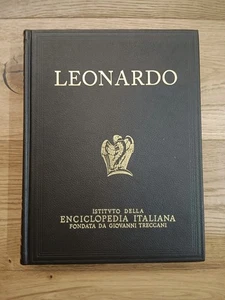 LEONARDO
ISTITVTO DELLA
ENCICLOPEDIA ITALIANA
FONDATA DA GIOVANNI TRECCANI